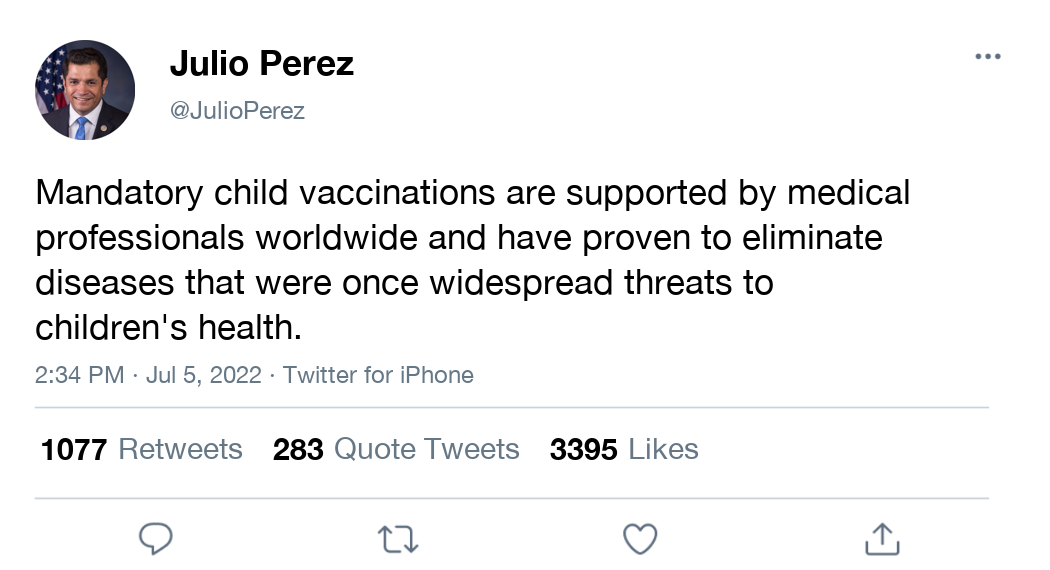 Julio Perez
@JulioPerez
Mandatory child vaccinations are supported by medical
professionals worldwide and have proven to eliminate
diseases that were once widespread threats to
children's health.
2:34 PM · Jul 5, 2022 · Twitter for iPhone
1077 Retweets 283 Quote Tweets 3395 Likes